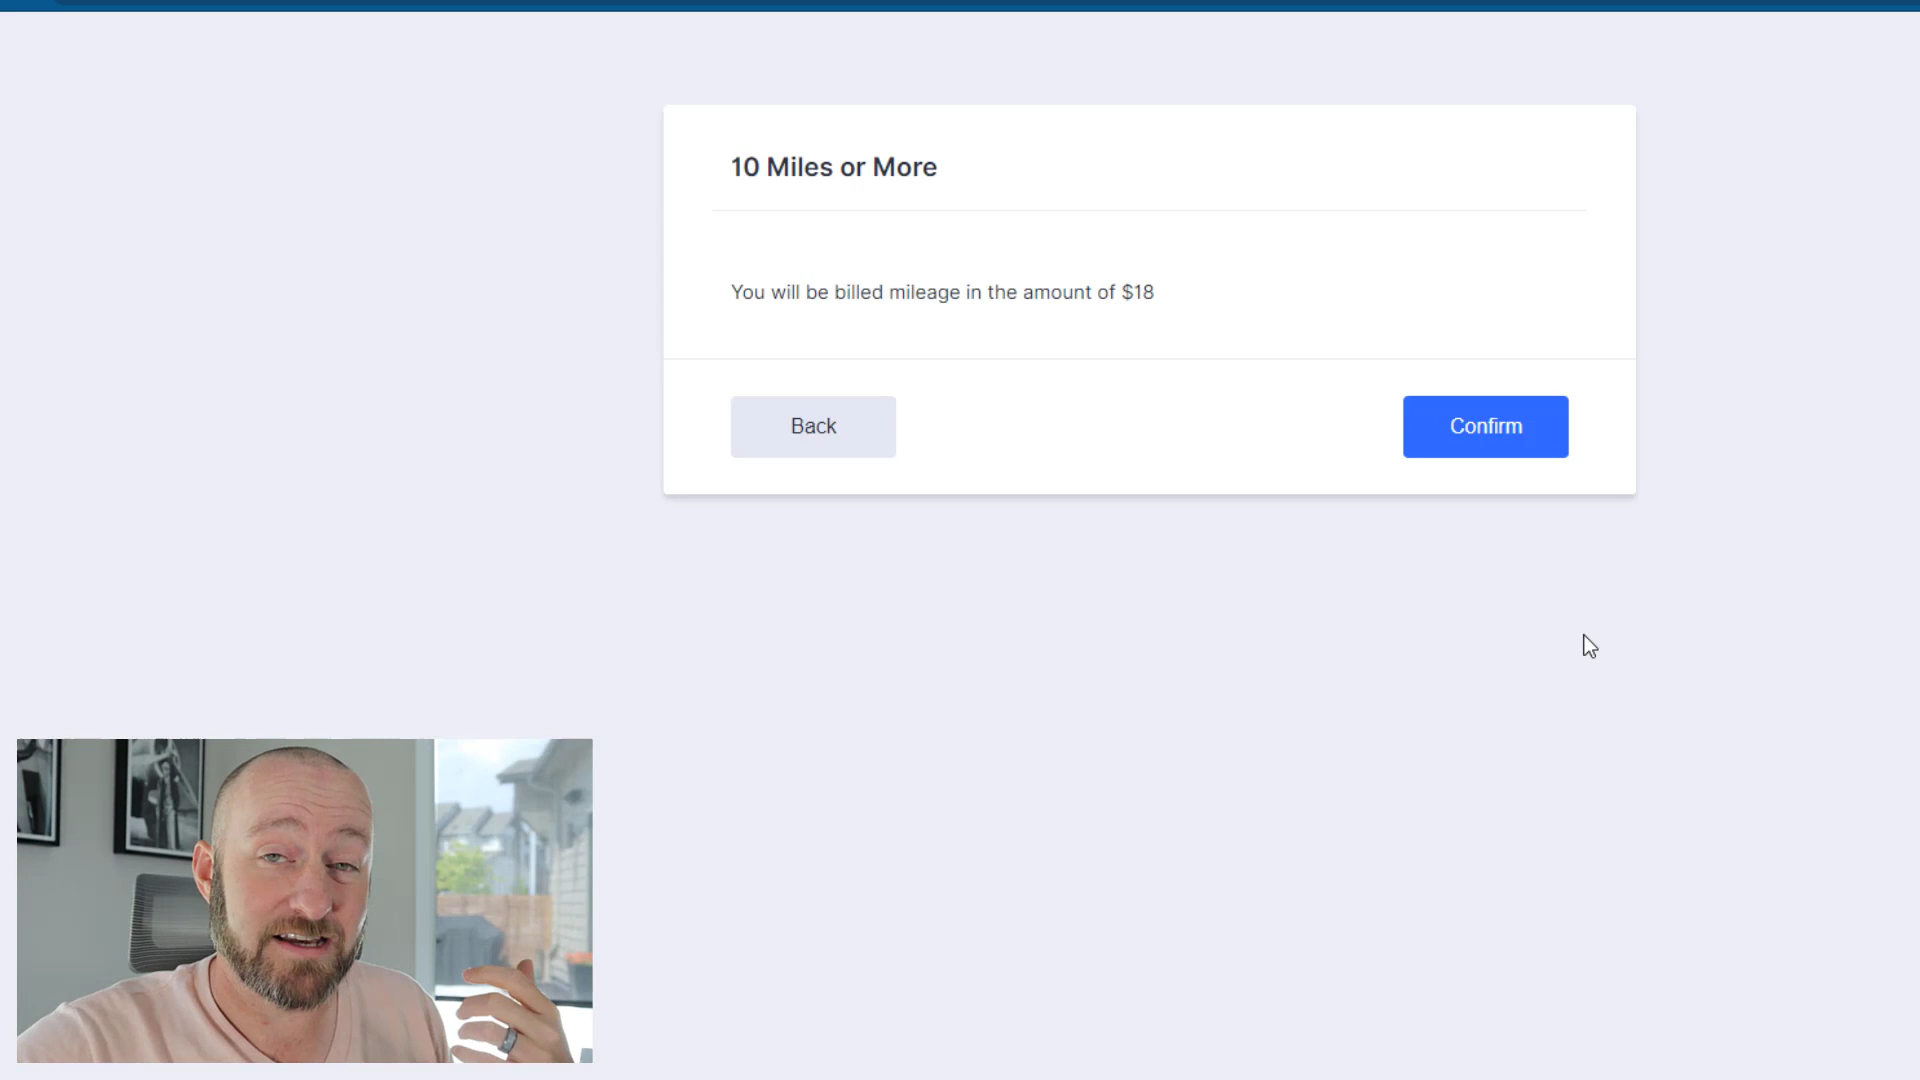 10 Miles or More
You will be billed mileage in the amount of $18
Back
Confirm